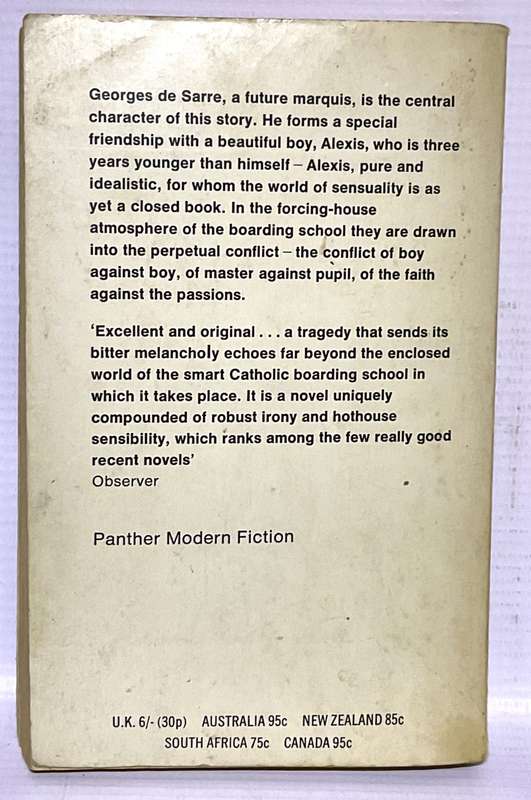 Georges de Sarre, a future marquis, is the central
character of this story. He forms a special
friendship with a beautiful boy, Alexis, who is three
years younger than himself – Alexis, pure and
idealistic, for whom the world of sensuality is as
yet a closed book. In the forcing-house
atmosphere of the boarding school they are drawn
into the perpetual conflict – the conflict of boy
against boy, of master against pupil, of the faith
against the passions.
‘Excellent and original . . . a tragedy that sends its
bitter melancholy echoes far beyond the enclosed
world of the smart Catholic boarding school in
which it takes place. It is a novel uniquely
compounded of robust irony and hothouse
sensibility, which ranks among the few really good
recent novels’
Observer
Panther Modern Fiction
U.K. 6/- (30p) AUSTRALIA 95c NEW ZEALAND 85c
SOUTH AFRICA 75c CANADA 95c